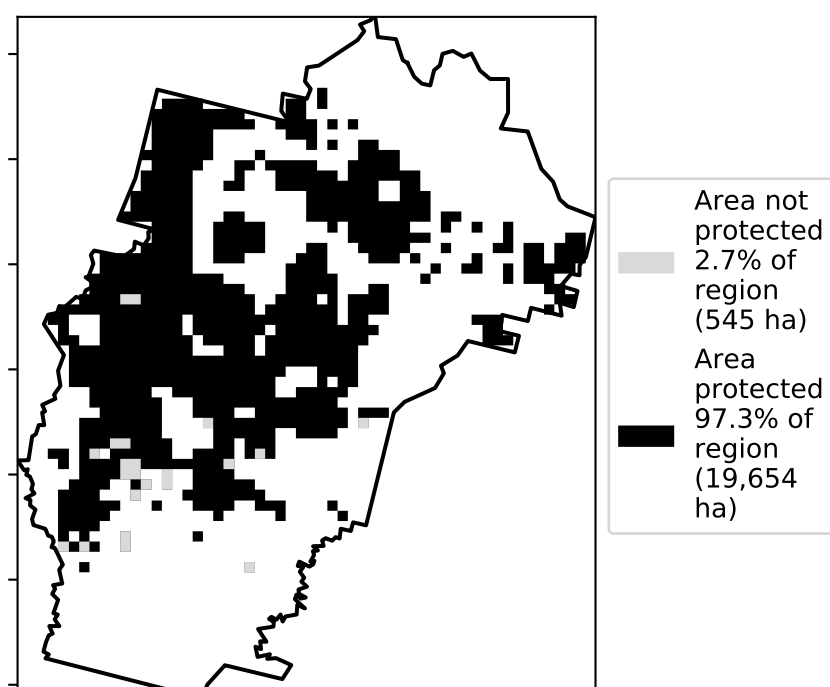 Area not
protected
2.7% of
region
(545 ha)
Area
protected
97.3% of
region
(19,654
ha)